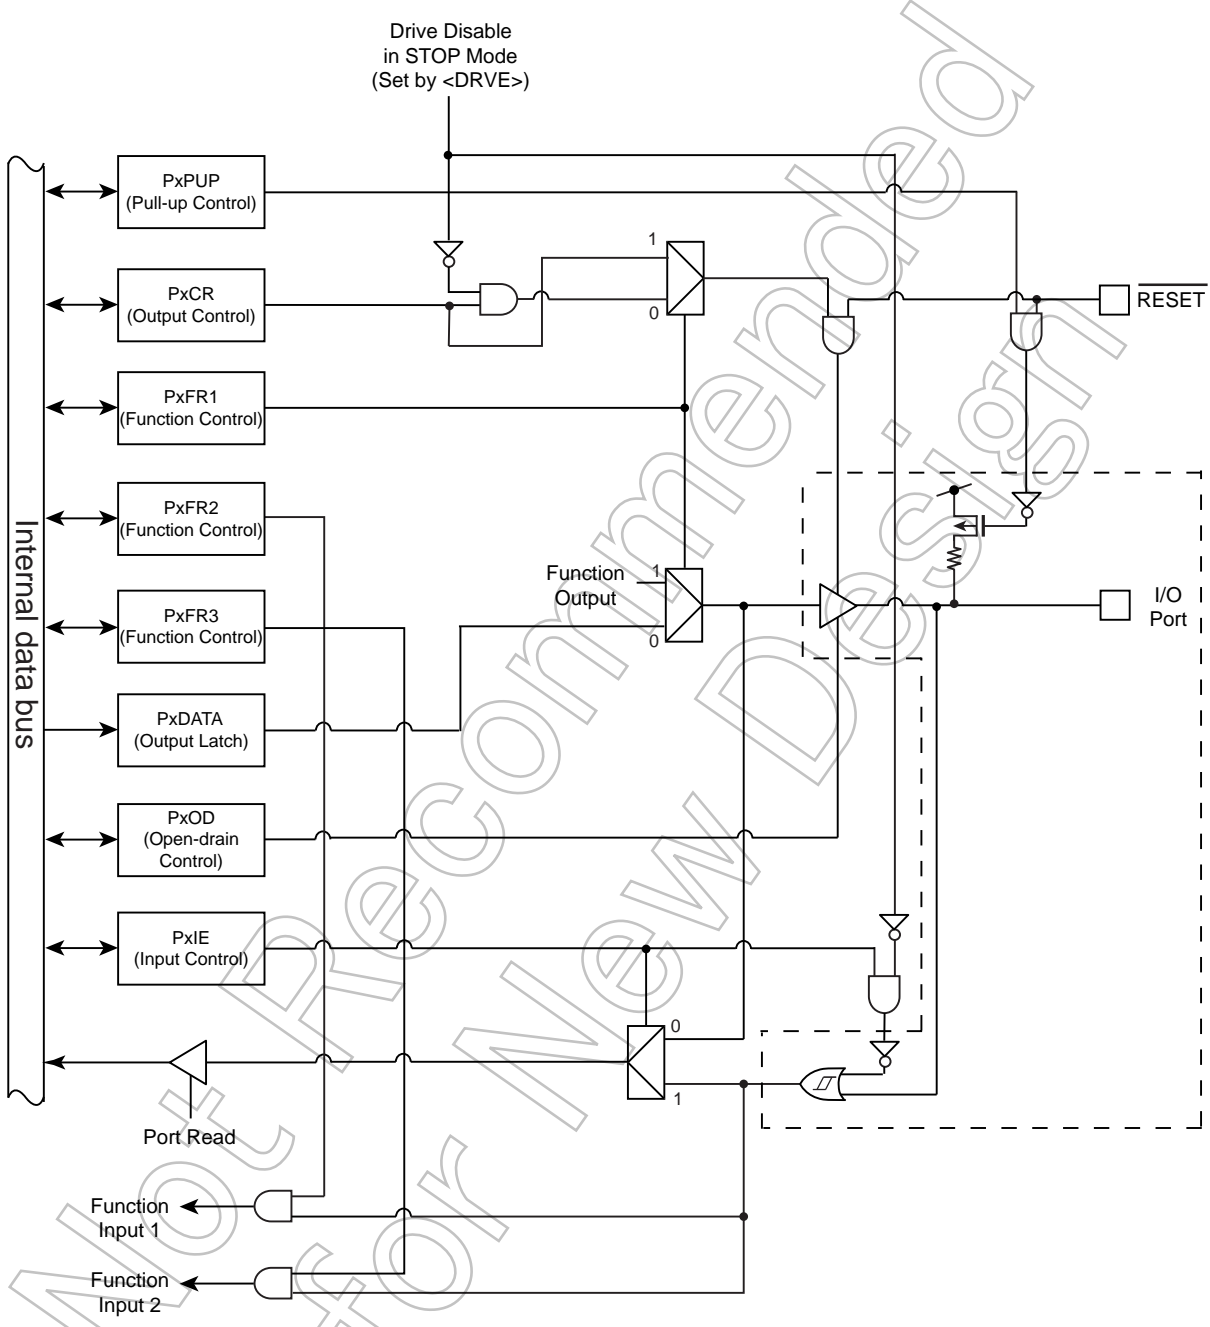 Drive Disable
in STOP Mode
(Set by <DRVE>)
PxPUP
(Pull-up Control)
1
PxCR
(Output Control)
0
RESET
PxFR1
(Function Control)
PxFR2
(Function Control)
Internal data bus
Function
Output
1
0
I/O
Port
PxFR3
(Function Control)
PxDATA
(Output Latch)
PxOD
(Open-drain
Control)
PxIE
(Input Control)
0
1
Port Read
Function
Input 1
Function
Input 2
Not Recommended
for New Design